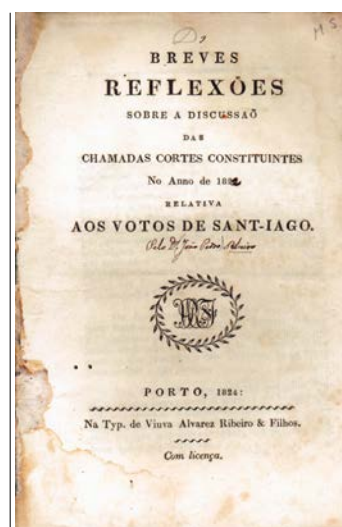 M. S.
BREVES
REFLEXÕES
SOBRE A DISCUSSAÕ
DAS
CHAMADAS CORTES CONSTITUINTES
No Anno de 182
RELATIVA
AOS VOTOS DE SANT-IAGO.
Pelo Dr. João Pedro Ribeiro
PORTO, 1824:
Na Typ. de Viuva Alvarez Ribeiro & Filhos.
Com licença.